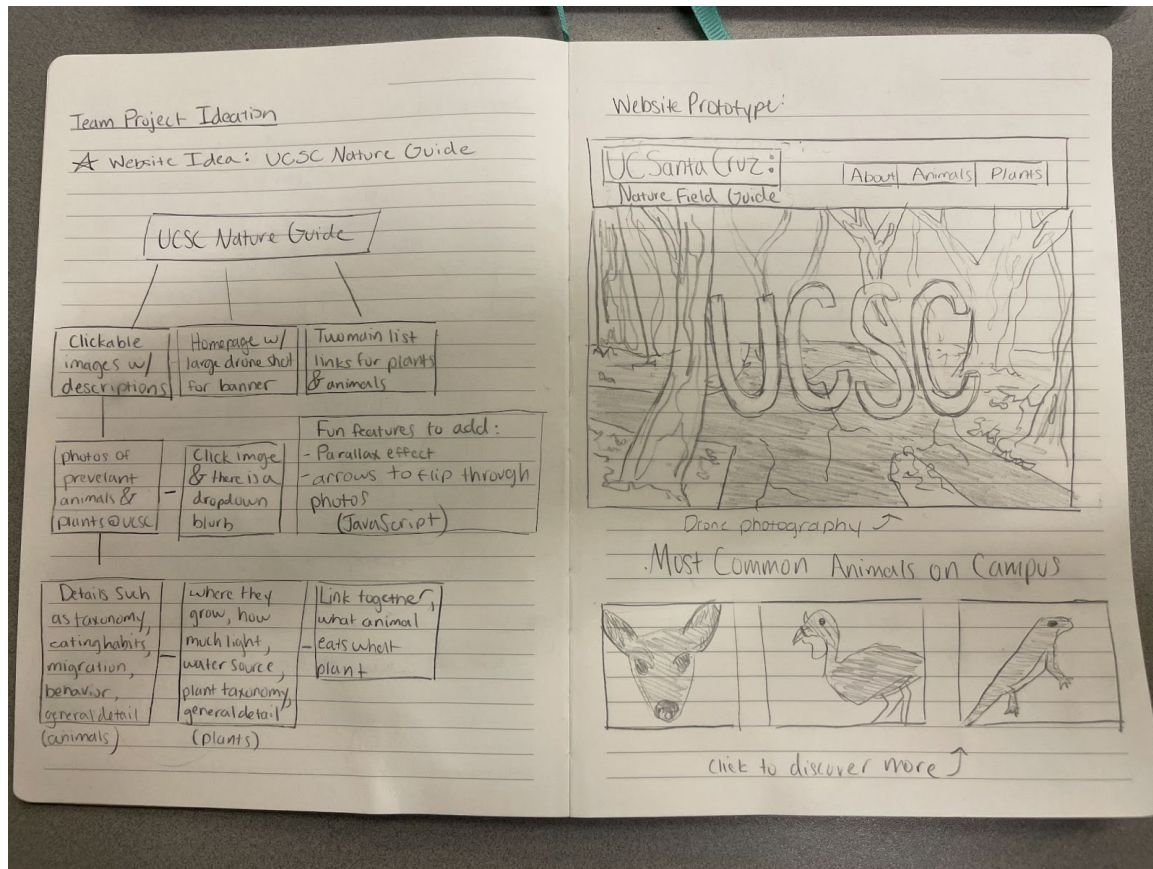 Team Project Ideation
☆ Website Idea: UCSC Nature Guide
UCSC Nature Guide
Clickable
images w/
descriptions
Homepage w/
large drone shot
for banner
Two main list
links for plants
& animals
photos of
prevelant
animals &
plants @ UCSC
Click image
& there is a
dropdown
blurb
Fun features to add:
- Parallax effect
- arrows to flip through
photos
(JavaScript)
Details such
as taxonomy,
eating habits,
migration,
behavior,
general detail
(animals)
where they
grow, how
much light,
water source,
plant taxonomy,
general detail
(plants)
Link together,
what animal
eats what
plant
Website Prototype:
UC Santa Cruz:
Nature Field Guide
About Animals Plants
UCSC
Drone photography
Most Common Animals on Campus
Click to discover more